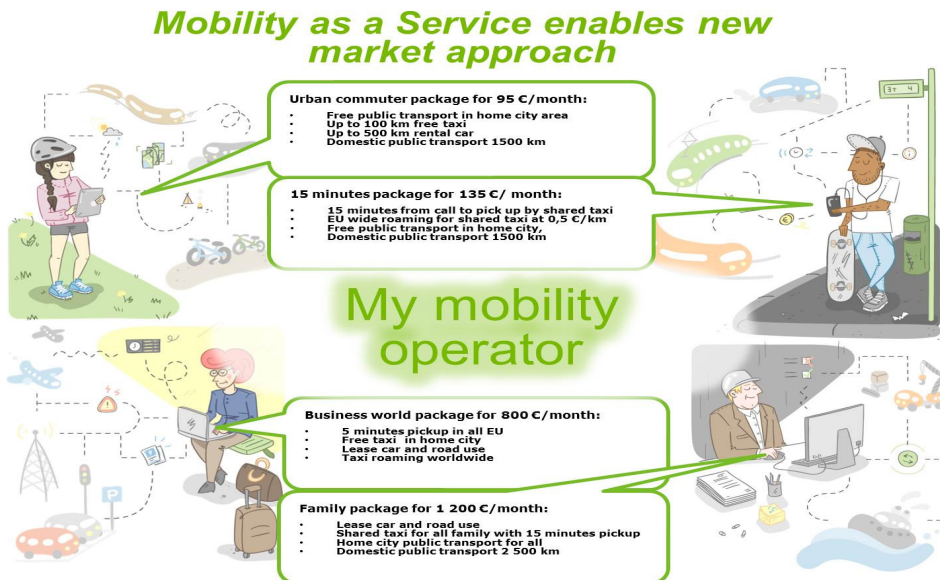 Mobility as a Service enables new
market approach
Urban commuter package for 95 €/month:
• Free public transport in home city area
• Up to 100 km free taxi
• Up to 500 km rental car
• Domestic public transport 1500 km
15 minutes package for 135 €/ month:
• 15 minutes from call to pick up by shared taxi
• EU wide roaming for shared taxi at 0,5 €/km
• Free public transport in home city,
• Domestic public transport 1500 km
My mobility
operator
Business world package for 800 €/month:
• 5 minutes pickup in all EU
• Free taxi in home city
• Lease car and road use
• Taxi roaming worldwide
Family package for 1 200 €/month:
• Lease car and road use
• Shared taxi for all family with 15 minutes pickup
• Home city public transport for all
• Domestic public transport 2 500 km
P